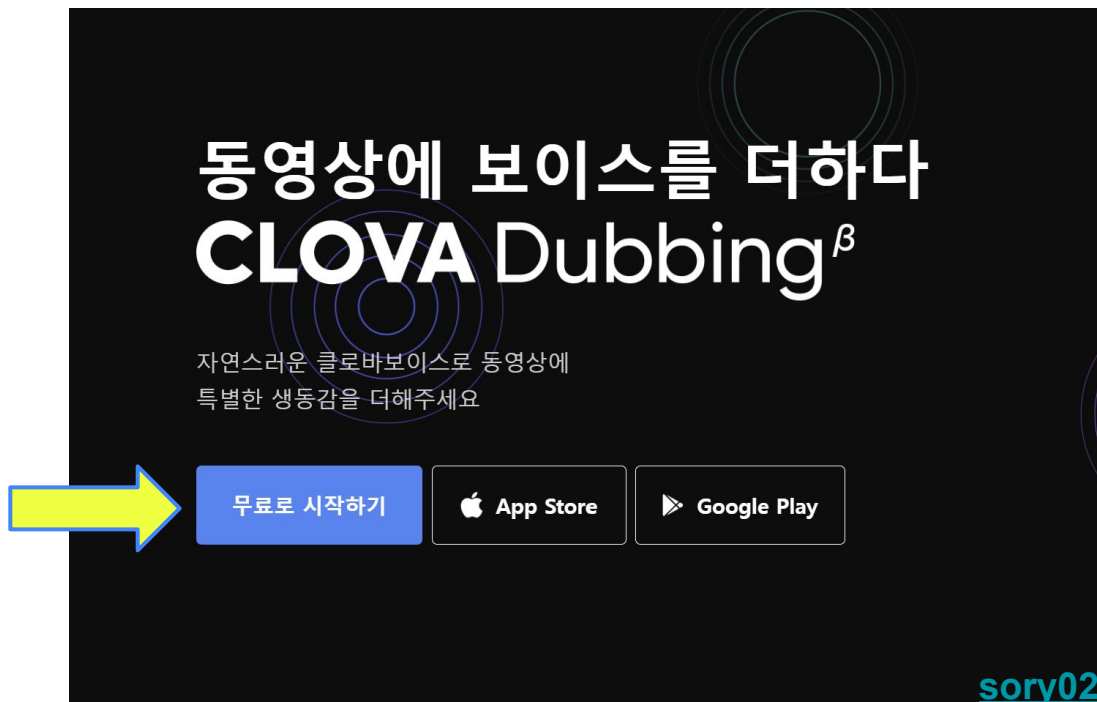 동영상에 보이스를 더하다
CLOVA Dubbing β
자연스러운 클로바보이스로 동영상에
특별한 생동감을 더해주세요
무료로 시작하기
App Store
Google Play
sory02